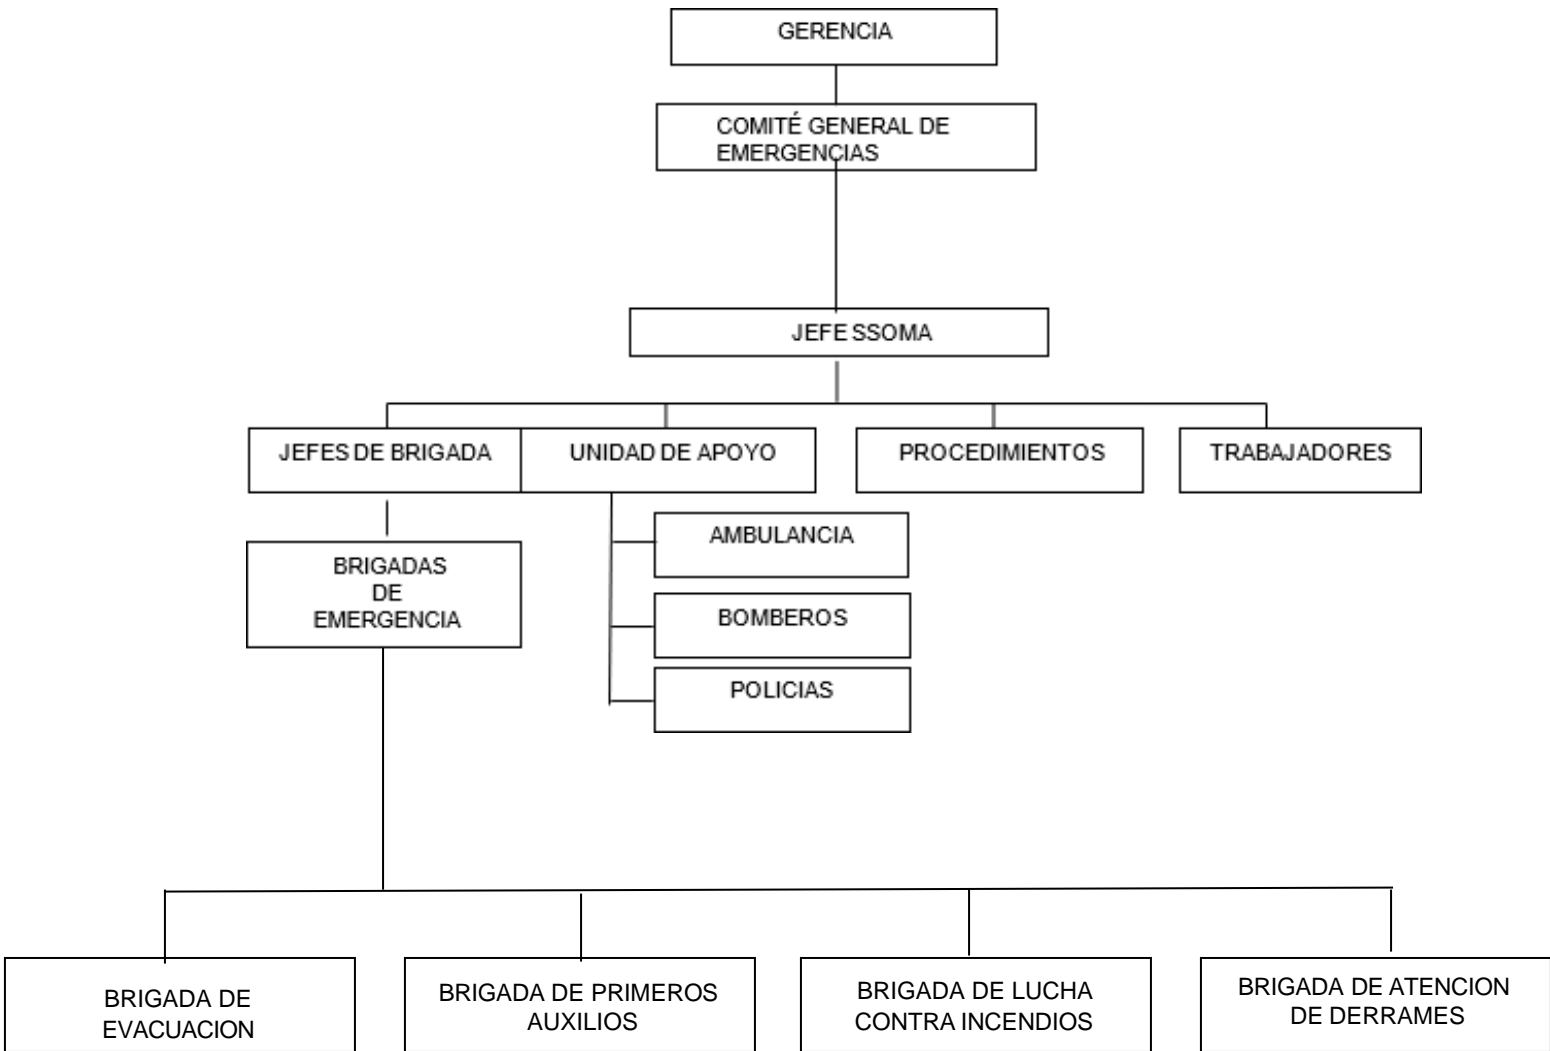 GERENCIA
COMITÉ GENERAL DE
EMERGENCIAS
JEFE SSOMA
JEFES DE BRIGADA
UNIDAD DE APOYO
PROCEDIMIENTOS
TRABAJADORES
AMBULANCIA
BRIGADAS
DE
EMERGENCIA
BOMBEROS
POLICIAS
BRIGADA DE
EVACUACION
BRIGADA DE PRIMEROS
AUXILIOS
BRIGADA DE LUCHA
CONTRA INCENDIOS
BRIGADA DE ATENCION
DE DERRAMES